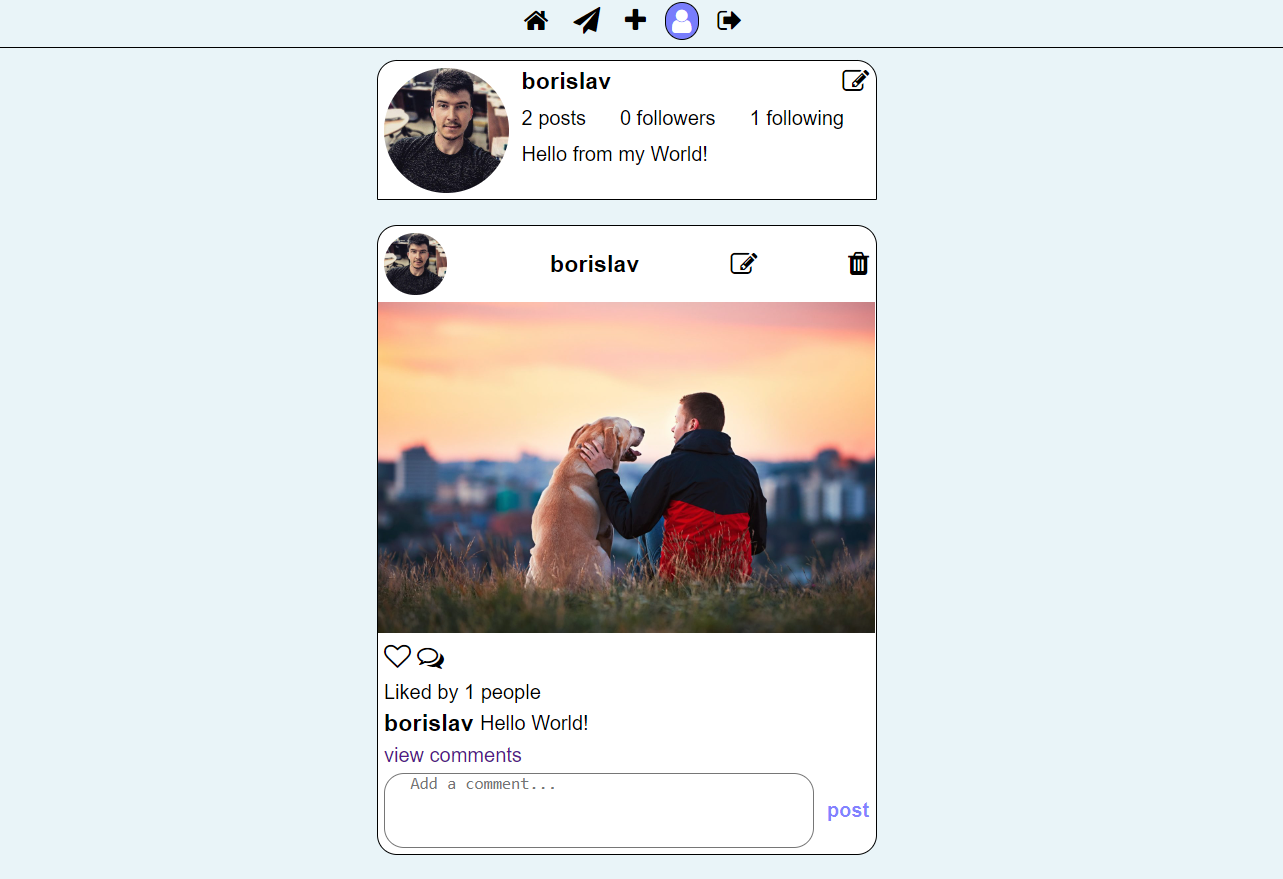 borislav
2 posts 0 followers 1 following
Hello from my World!
borislav
Liked by 1 people
borislav Hello World!
view comments
Add a comment...
post